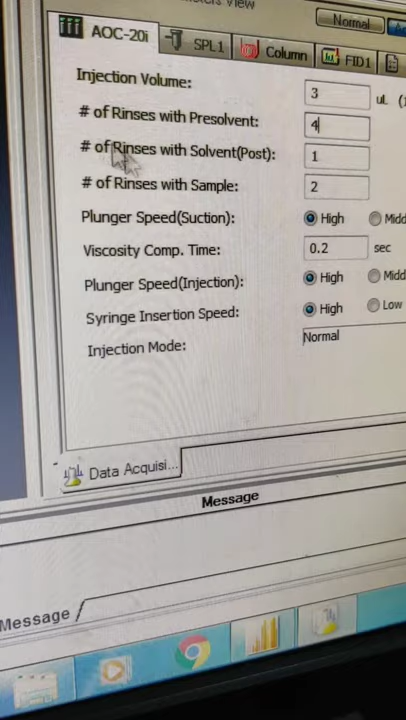 Normal
AOC-20i SPL1 Column FID1
Injection Volume: 3 uL (
# of Rinses with Presolvent: 4
# of Rinses with Solvent(Post): 1
# of Rinses with Sample: 2
Plunger Speed(Suction): High Midd
Viscosity Comp. Time: 0.2 sec
Plunger Speed(Injection): High Midd
Syringe Insertion Speed: High Low
Injection Mode: Normal
Data Acquisi...
Message
Message